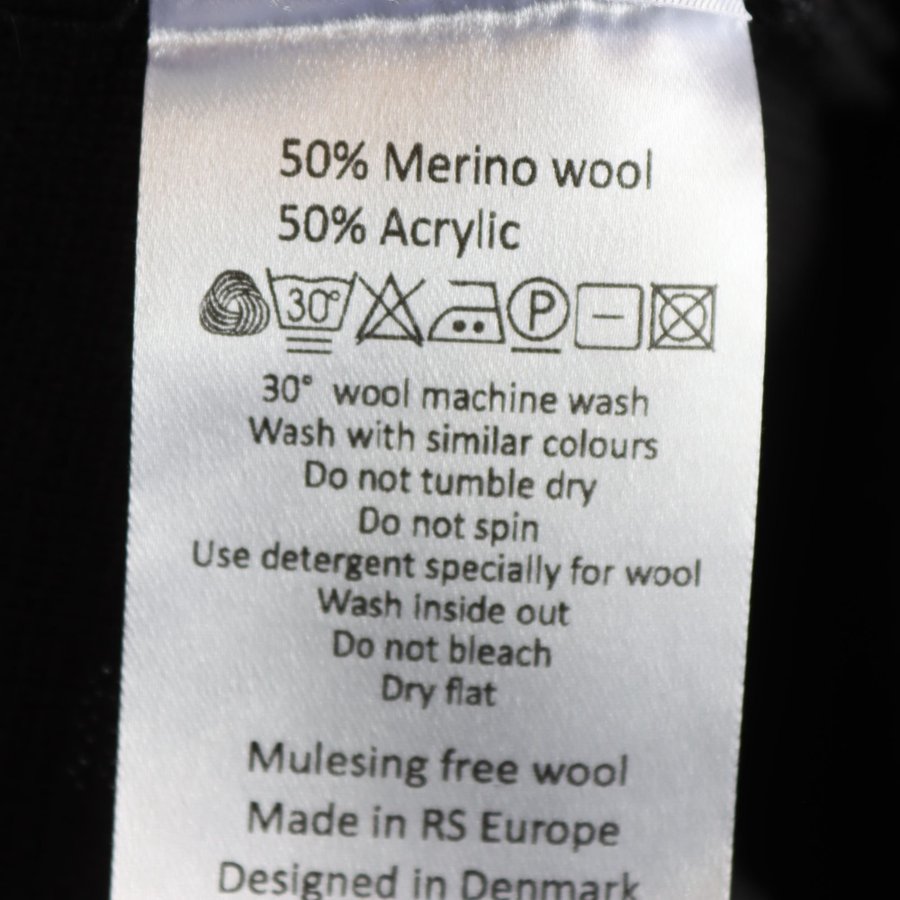 50% Merino wool
50% Acrylic
30° P
30° wool machine wash
Wash with similar colours
Do not tumble dry
Do not spin
Use detergent specially for wool
Wash inside out
Do not bleach
Dry flat
Mulesing free wool
Made in RS Europe
Designed in Denmark